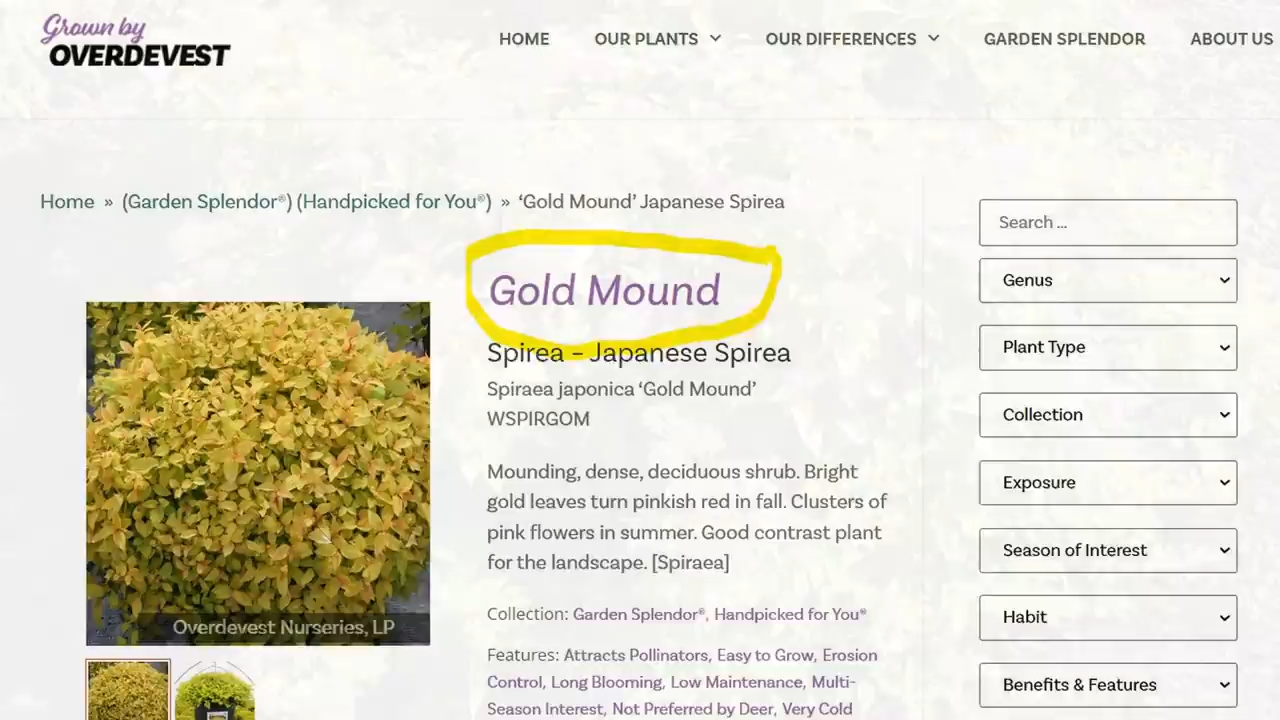 Grown by
OVERDEVEST
HOME OUR PLANTS OUR DIFFERENCES GARDEN SPLENDOR ABOUT US
Home » (Garden Splendor®) (Handpicked for You®) » ‘Gold Mound’ Japanese Spirea
Gold Mound
Spirea – Japanese Spirea
Spiraea japonica ‘Gold Mound’
WSPIRGOM
Mounding, dense, deciduous shrub. Bright
gold leaves turn pinkish red in fall. Clusters of
pink flowers in summer. Good contrast plant
for the landscape. [Spiraea]
Collection: Garden Splendor®, Handpicked for You®
Features: Attracts Pollinators, Easy to Grow, Erosion
Control, Long Blooming, Low Maintenance, Multi-
Season Interest, Not Preferred by Deer, Very Cold
Overdevest Nurseries, LP
Search ...
Genus
Plant Type
Collection
Exposure
Season of Interest
Habit
Benefits & Features